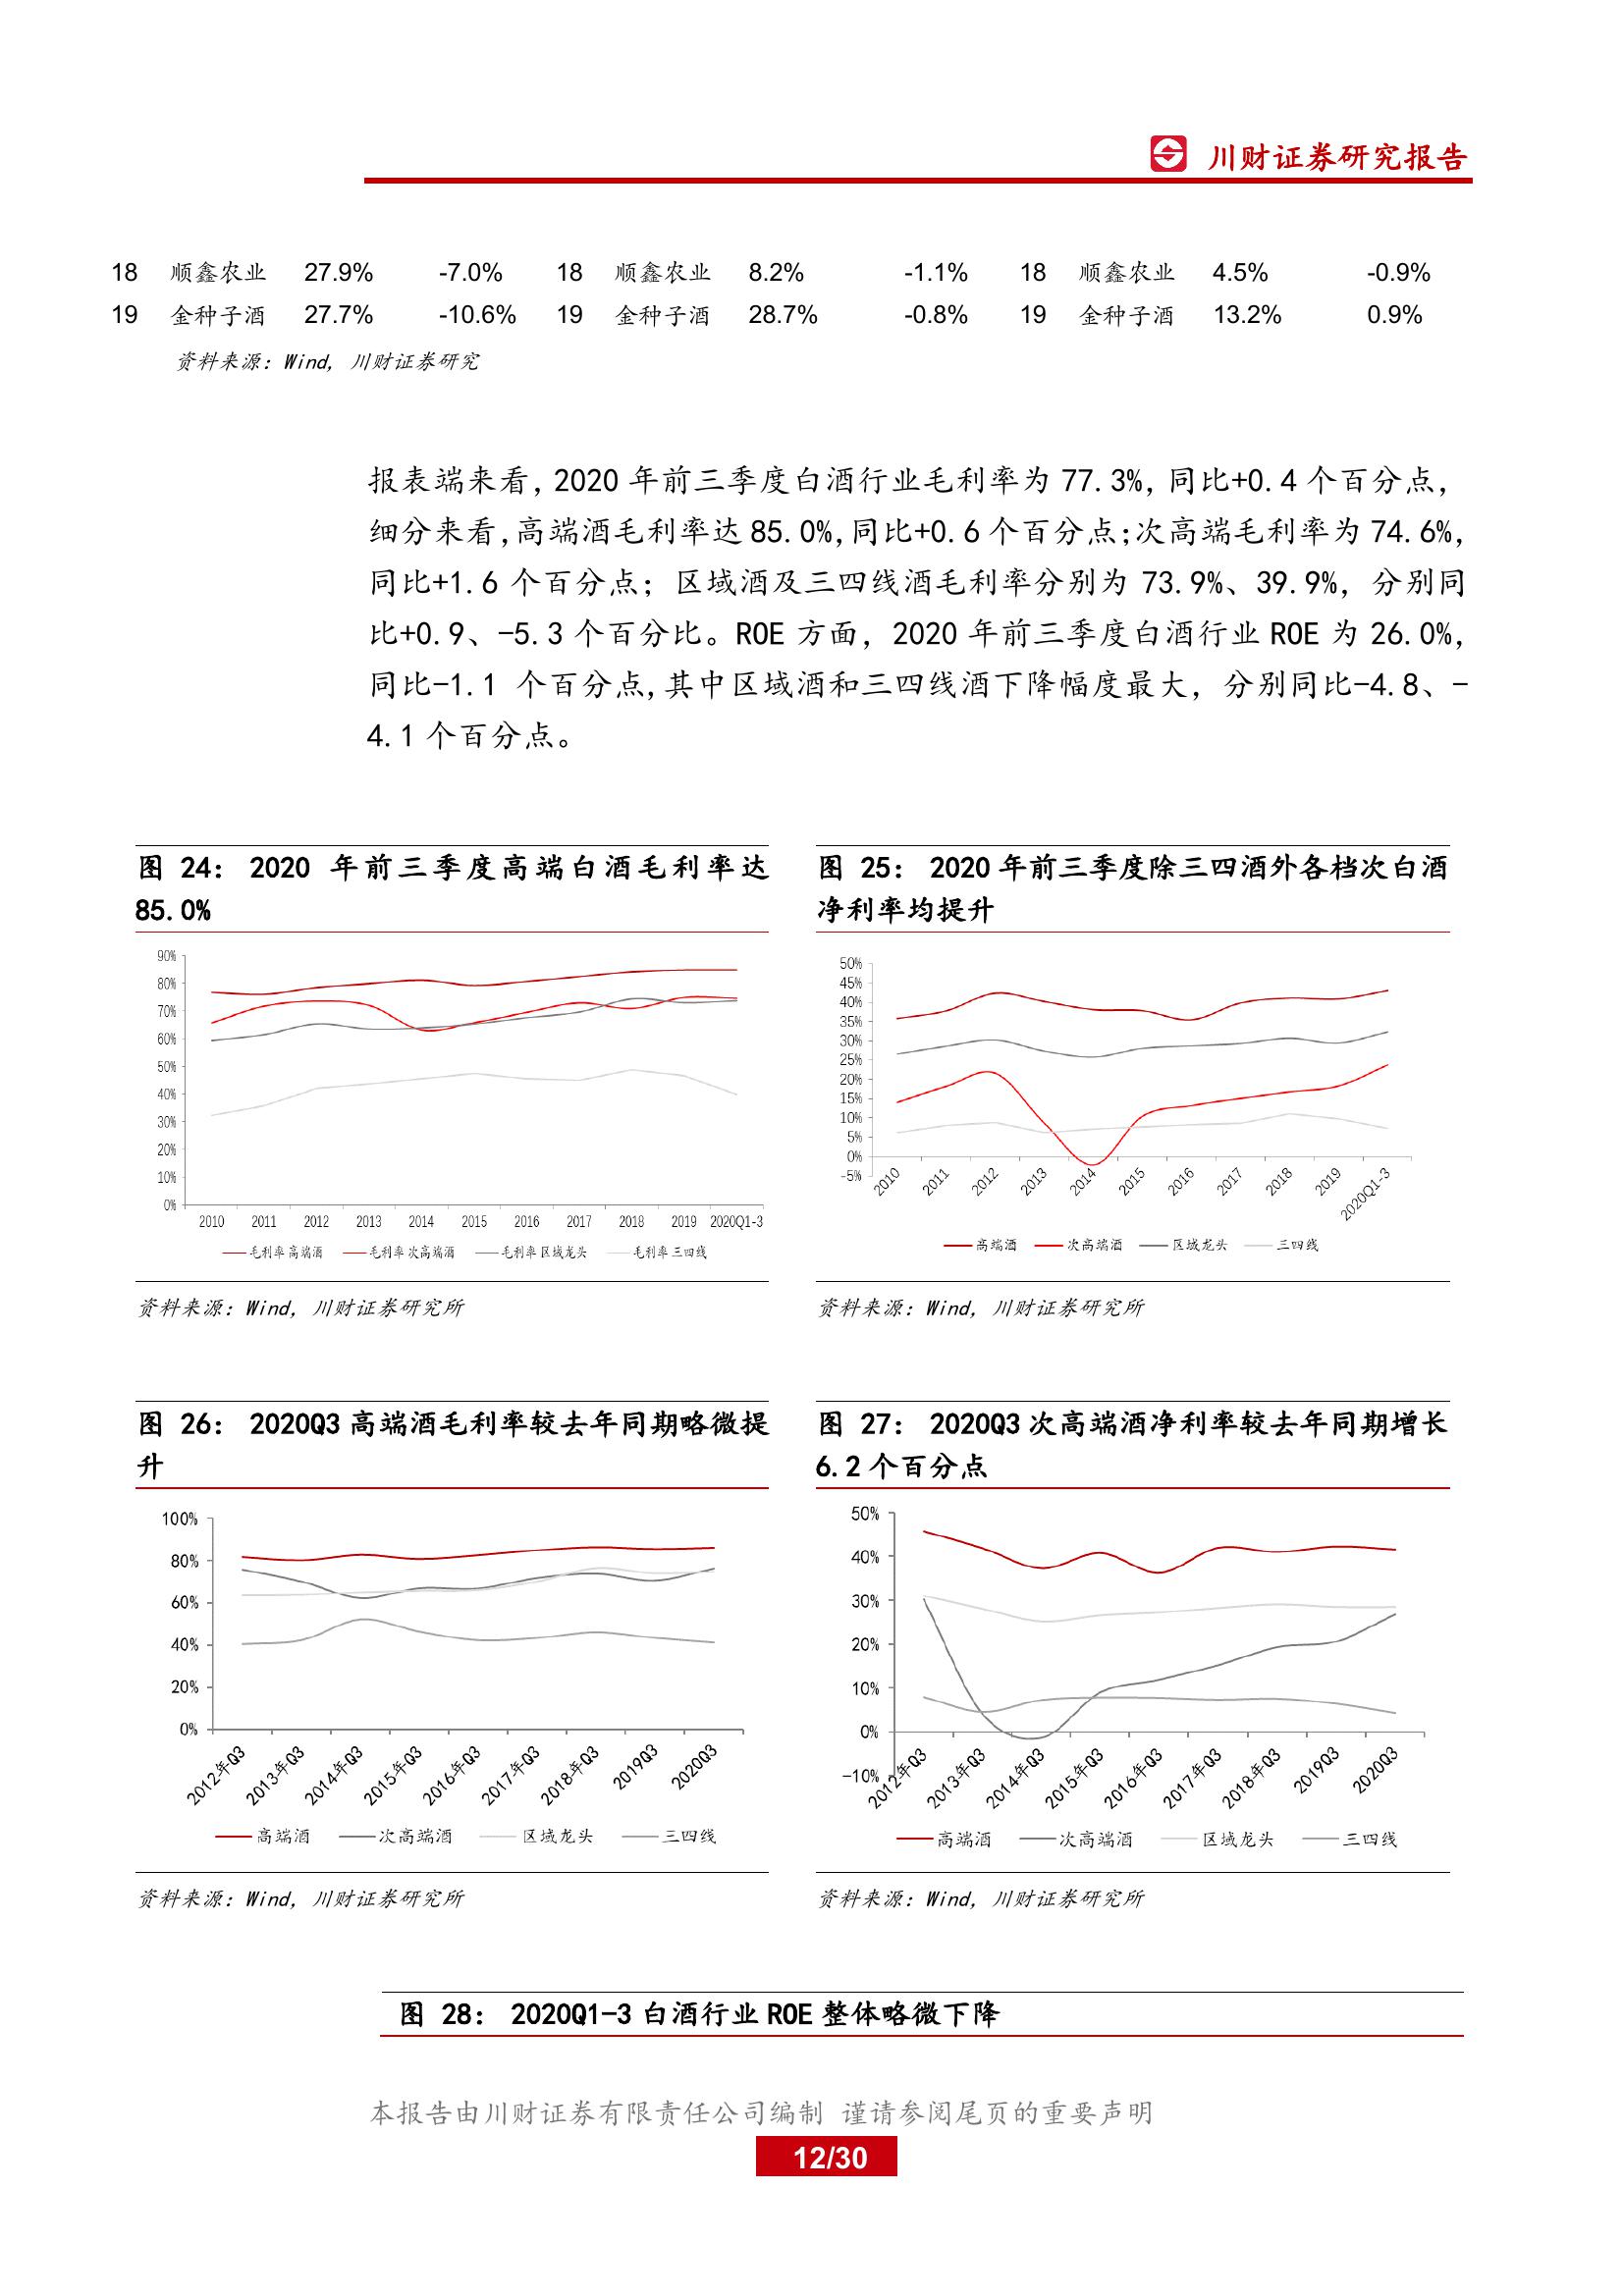 川财证券研究报告
18 顺鑫农业 27.9% -7.0% 18 顺鑫农业 8.2% -1.1% 18 顺鑫农业 4.5% -0.9%
19 金种子酒 27.7% -10.6% 19 金种子酒 28.7% -0.8% 19 金种子酒 13.2% 0.9%
资料来源：Wind, 川财证券研究
报表端来看，2020 年前三季度白酒行业毛利率为 77.3%，同比+0.4 个百分点，
细分来看，高端酒毛利率达 85.0%，同比+0.6 个百分点；次高端毛利率为 74.6%，
同比+1.6 个百分点；区域酒及三四线酒毛利率分别为 73.9%、39.9%，分别同
比+0.9、-5.3 个百分比。ROE 方面，2020 年前三季度白酒行业 ROE 为 26.0%，
同比-1.1 个百分点，其中区域酒和三四线酒下降幅度最大，分别同比-4.8、-
4.1 个百分点。
图 24： 2020 年前三季度高端白酒毛利率达
85.0%
90%
80%
70%
60%
50%
40%
30%
20%
10%
0%
2010 2011 2012 2013 2014 2015 2016 2017 2018 2019 2020Q1-3
毛利率 高端酒 毛利率 次高端酒 毛利率 区域龙头 毛利率 三四线
资料来源：Wind, 川财证券研究所
图 25： 2020 年前三季度除三四酒外各档次白酒
净利率均提升
50%
45%
40%
35%
30%
25%
20%
15%
10%
5%
0%
-5%
2010 2011 2012 2013 2014 2015 2016 2017 2018 2019 2020Q1-3
高端酒 次高端酒 区域龙头 三四线
资料来源：Wind, 川财证券研究所
图 26： 2020Q3 高端酒毛利率较去年同期略微提
升
100%
80%
60%
40%
20%
0%
2012年Q3 2013年Q3 2014年Q3 2015年Q3 2016年Q3 2017年Q3 2018年Q3 2019Q3 2020Q3
高端酒 次高端酒 区域龙头 三四线
资料来源：Wind, 川财证券研究所
图 27： 2020Q3 次高端酒净利率较去年同期增长
6.2 个百分点
50%
40%
30%
20%
10%
0%
-10%
2012年Q3 2013年Q3 2014年Q3 2015年Q3 2016年Q3 2017年Q3 2018年Q3 2019Q3 2020Q3
高端酒 次高端酒 区域龙头 三四线
资料来源：Wind, 川财证券研究所
图 28： 2020Q1-3 白酒行业 ROE 整体略微下降
本报告由川财证券有限责任公司编制 谨请参阅尾页的重要声明
12/30